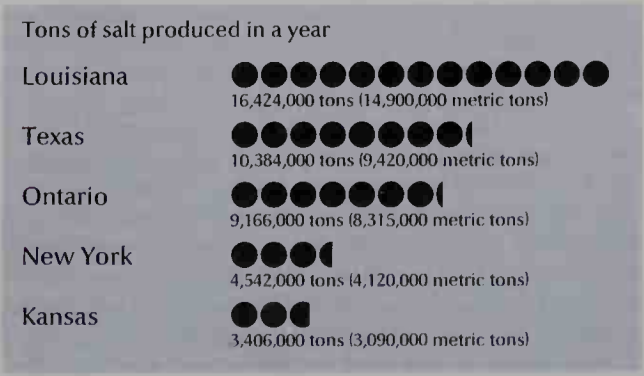 Tons of salt produced in a year
Louisiana
16,424,000 tons (14,900,000 metric tons)
Texas
10,384,000 tons (9,420,000 metric tons)
Ontario
9,166,000 tons (8,315,000 metric tons)
New York
4,542,000 tons (4,120,000 metric tons)
Kansas
3,406,000 tons (3,090,000 metric tons)